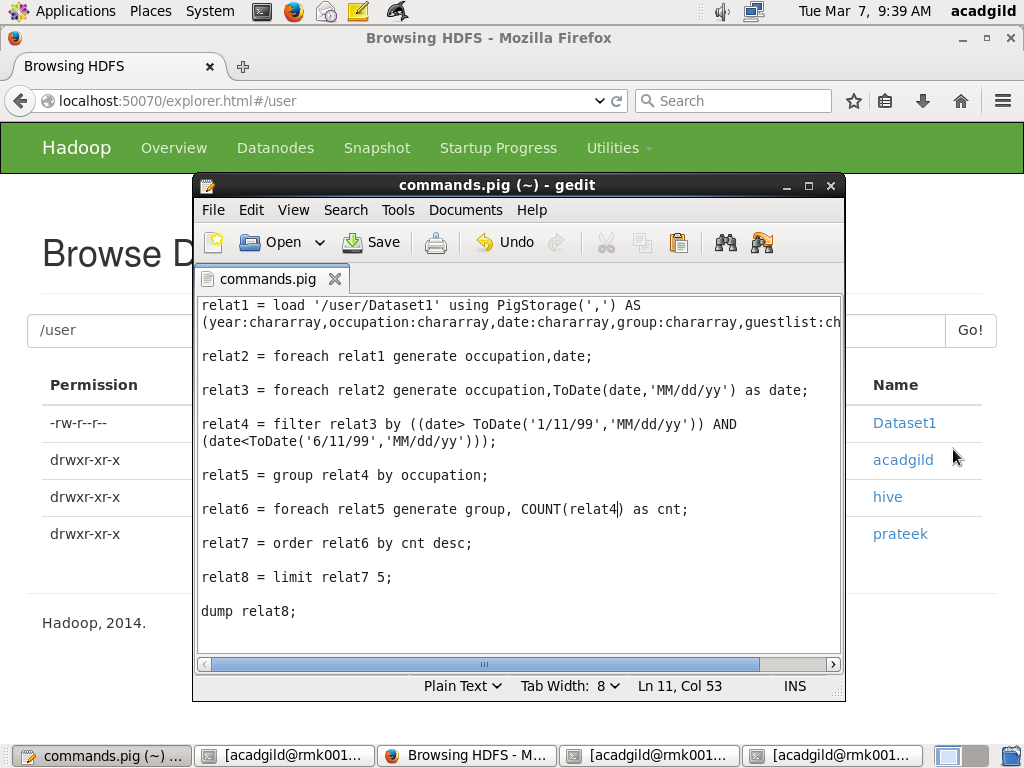 Applications Places System Tue Mar 7, 9:39 AM acadgild
Browsing HDFS - Mozilla Firefox
Browsing HDFS
localhost:50070/explorer.html#/user Search
Hadoop Overview Datanodes Snapshot Startup Progress Utilities
commands.pig (~) - gedit
File Edit View Search Tools Documents Help
Open Save Undo
commands.pig
Browse D
/user Go!
Permission Name
-rw-r--r-- Dataset1
drwxr-xr-x acadgild
drwxr-xr-x hive
drwxr-xr-x prateek
Hadoop, 2014.
relat1 = load '/user/Dataset1' using PigStorage(',') AS
(year:chararray,occupation:chararray,date:chararray,group:chararray,guestlist:ch
relat2 = foreach relat1 generate occupation,date;
relat3 = foreach relat2 generate occupation,ToDate(date,'MM/dd/yy') as date;
relat4 = filter relat3 by ((date> ToDate('1/11/99','MM/dd/yy')) AND
(date<ToDate('6/11/99','MM/dd/yy')));
relat5 = group relat4 by occupation;
relat6 = foreach relat5 generate group, COUNT(relat4) as cnt;
relat7 = order relat6 by cnt desc;
relat8 = limit relat7 5;
dump relat8;
Plain Text Tab Width: 8 Ln 11, Col 53 INS
commands.pig (~) ... [acadgild@rmk001... Browsing HDFS - M... [acadgild@rmk001... [acadgild@rmk001...